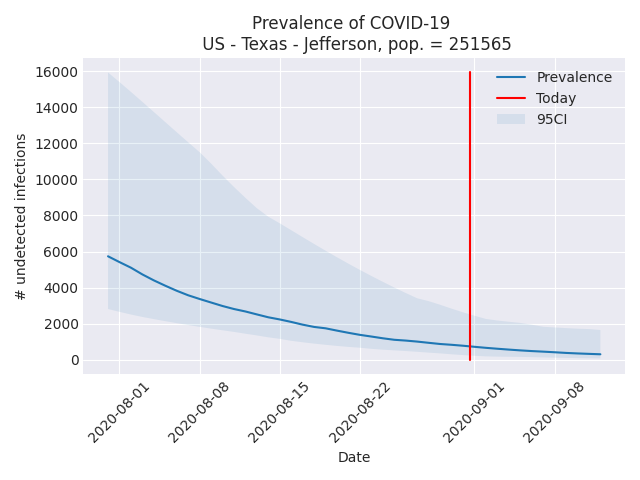 Prevalence of COVID-19
US - Texas - Jefferson, pop. = 251565
16000
14000
12000
10000
8000
6000
4000
2000
0
# undetected infections
Prevalence
Today
95CI
2020-08-01
2020-08-08
2020-08-15
2020-08-22
2020-09-01
2020-09-08
Date